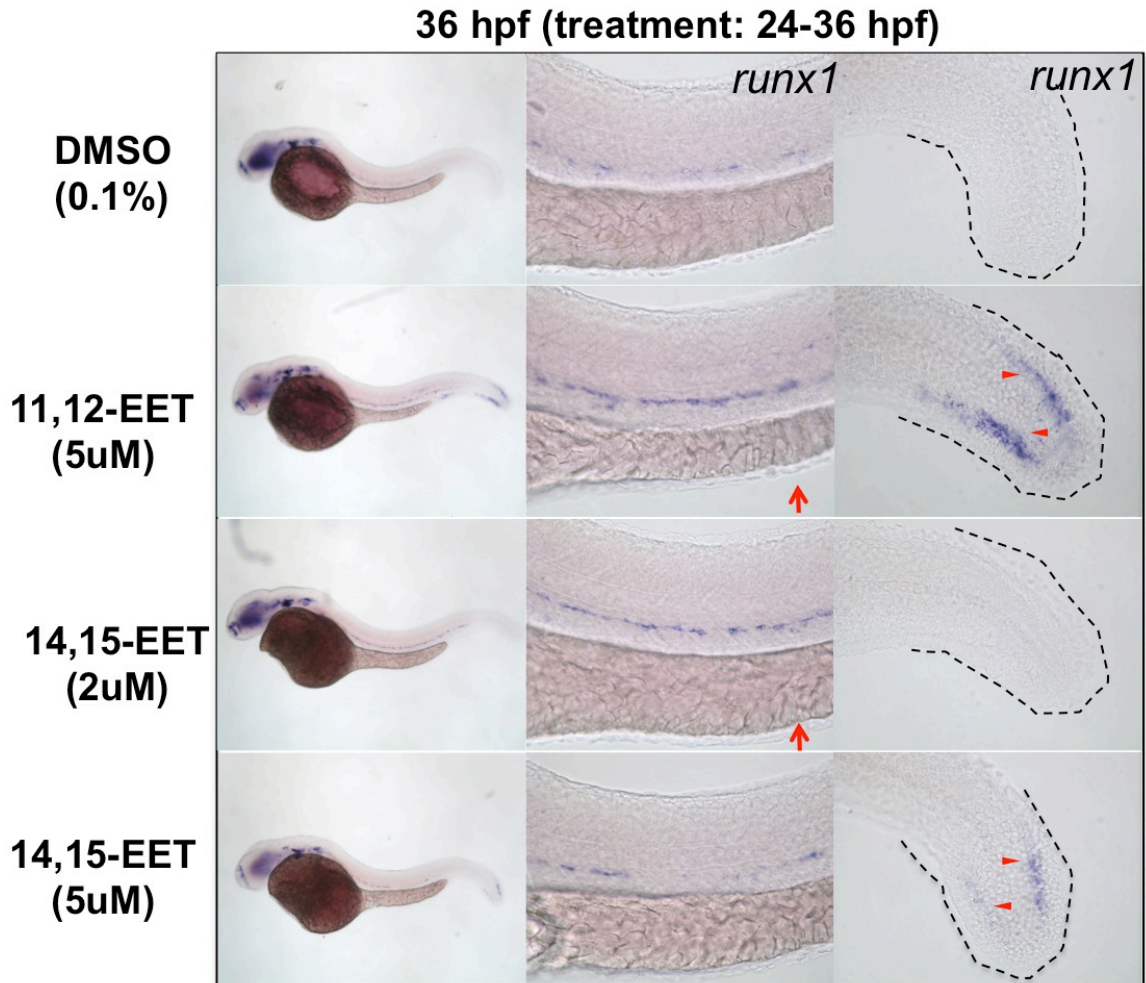 36 hpf (treatment: 24-36 hpf)
runx1
runx1
DMSO
(0.1%)
11,12-EET
(5uM)
14,15-EET
(2uM)
14,15-EET
(5uM)